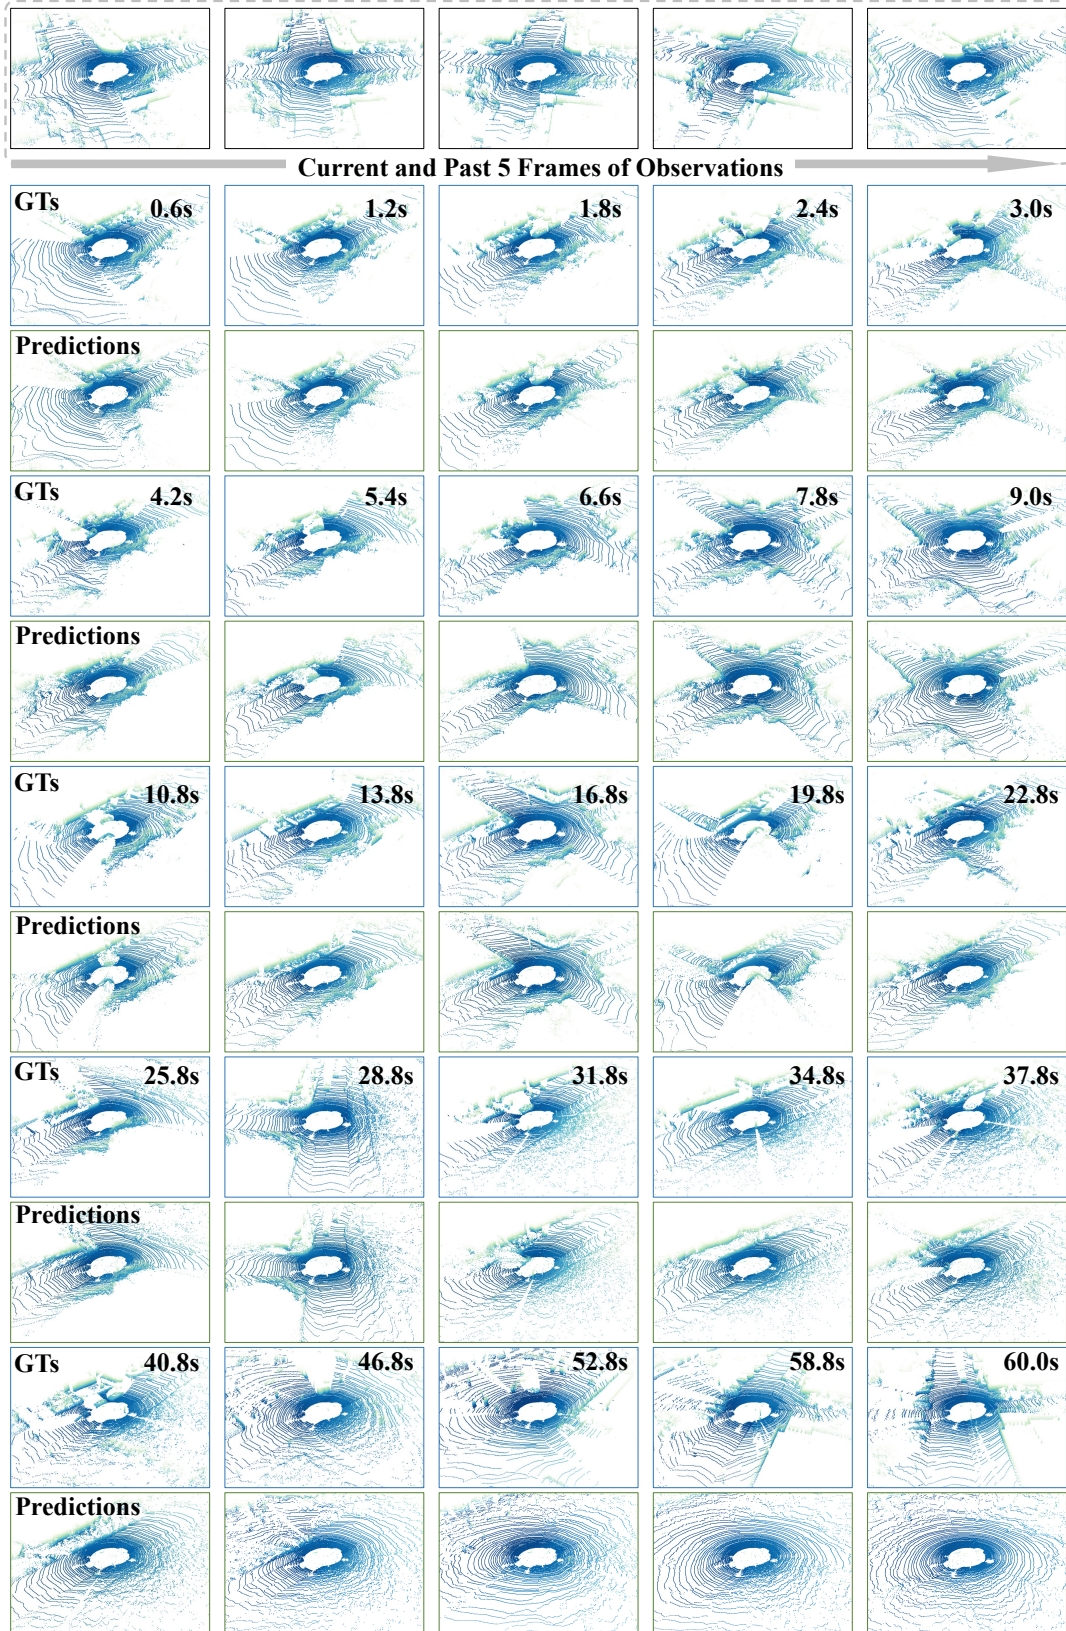 Current and Past 5 Frames of Observations
GTs 0.6s 1.2s 1.8s 2.4s 3.0s
Predictions
GTs 4.2s 5.4s 6.6s 7.8s 9.0s
Predictions
GTs 10.8s 13.8s 16.8s 19.8s 22.8s
Predictions
GTs 25.8s 28.8s 31.8s 34.8s 37.8s
Predictions
GTs 40.8s 46.8s 52.8s 58.8s 60.0s
Predictions